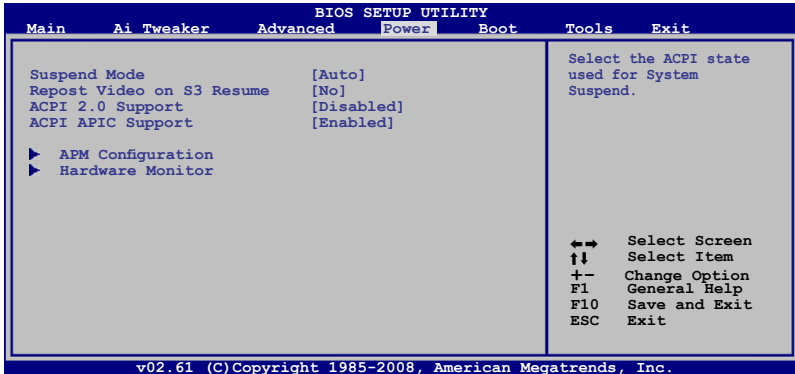 BIOS SETUP UTILITY
Main Ai Tweaker Advanced Power Boot Tools Exit
Suspend Mode [Auto]
Repost Video on S3 Resume [No]
ACPI 2.0 Support [Disabled]
ACPI APIC Support [Enabled]
APM Configuration
Hardware Monitor
Select the ACPI state
used for System
Suspend.
←→ Select Screen
↑↓ Select Item
+- Change Option
F1 General Help
F10 Save and Exit
ESC Exit
v02.61 (C)Copyright 1985-2008, American Megatrends, Inc.